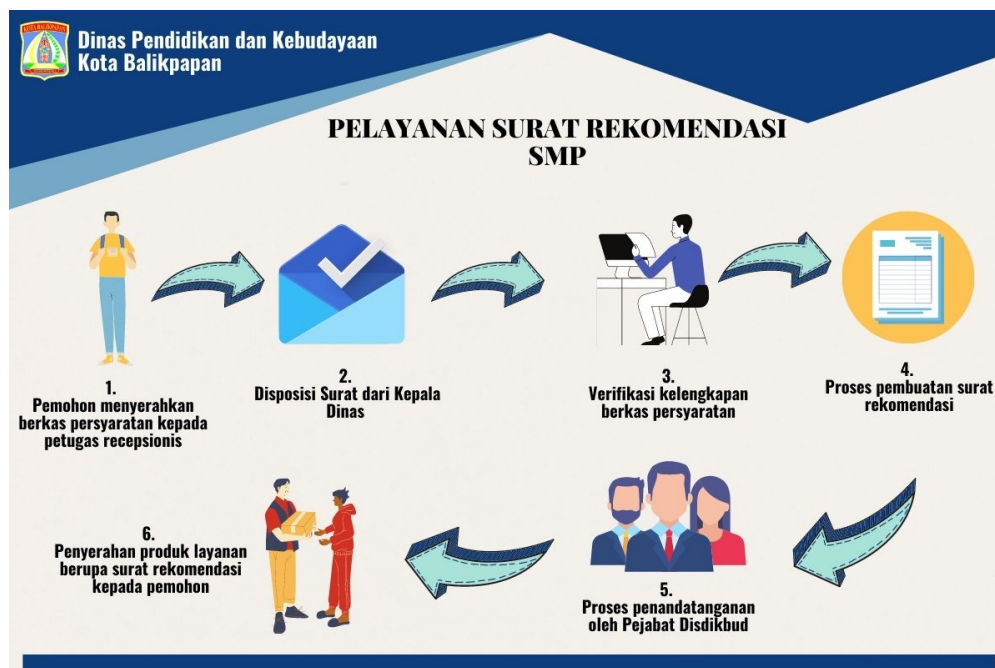 KOTA BALIKPAPAN
Dinas Pendidikan dan Kebudayaan
Kota Balikpapan
PELAYANAN SURAT REKOMENDASI
SMP
1.
Pemohon menyerahkan
berkas persyaratan kepada
petugas recepsionis
2.
Disposisi Surat dari Kepala
Dinas
3.
Verifikasi kelengkapan
berkas persyaratan
4.
Proses pembuatan surat
rekomendasi
5.
Proses penandatanganan
oleh Pejabat Disdikbud
6.
Penyerahan produk layanan
berupa surat rekomendasi
kepada pemohon